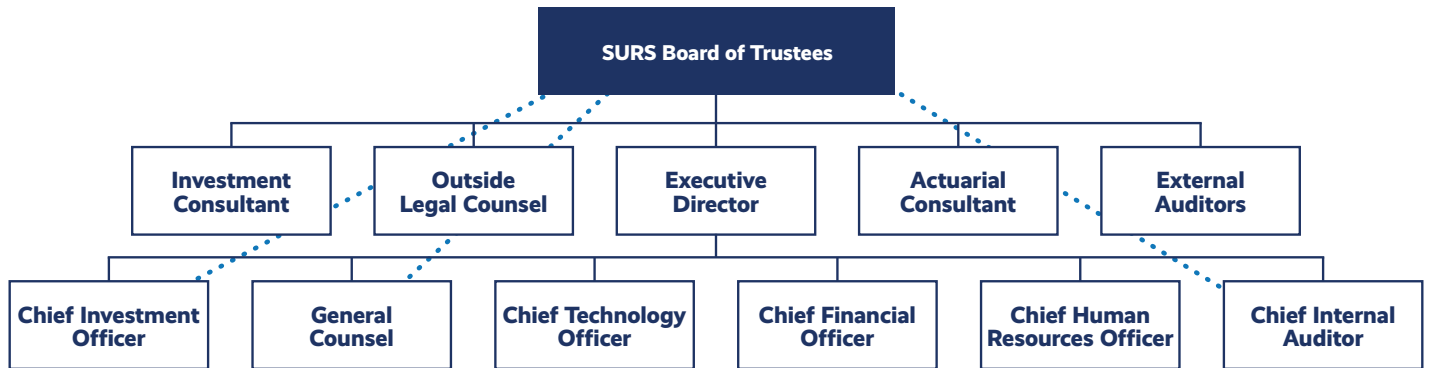 SURS Board of Trustees
Investment
Consultant
Outside
Legal Counsel
Executive
Director
Actuarial
Consultant
External
Auditors
Chief Investment
Officer
General
Counsel
Chief Technology
Officer
Chief Financial
Officer
Chief Human
Resources Officer
Chief Internal
Auditor